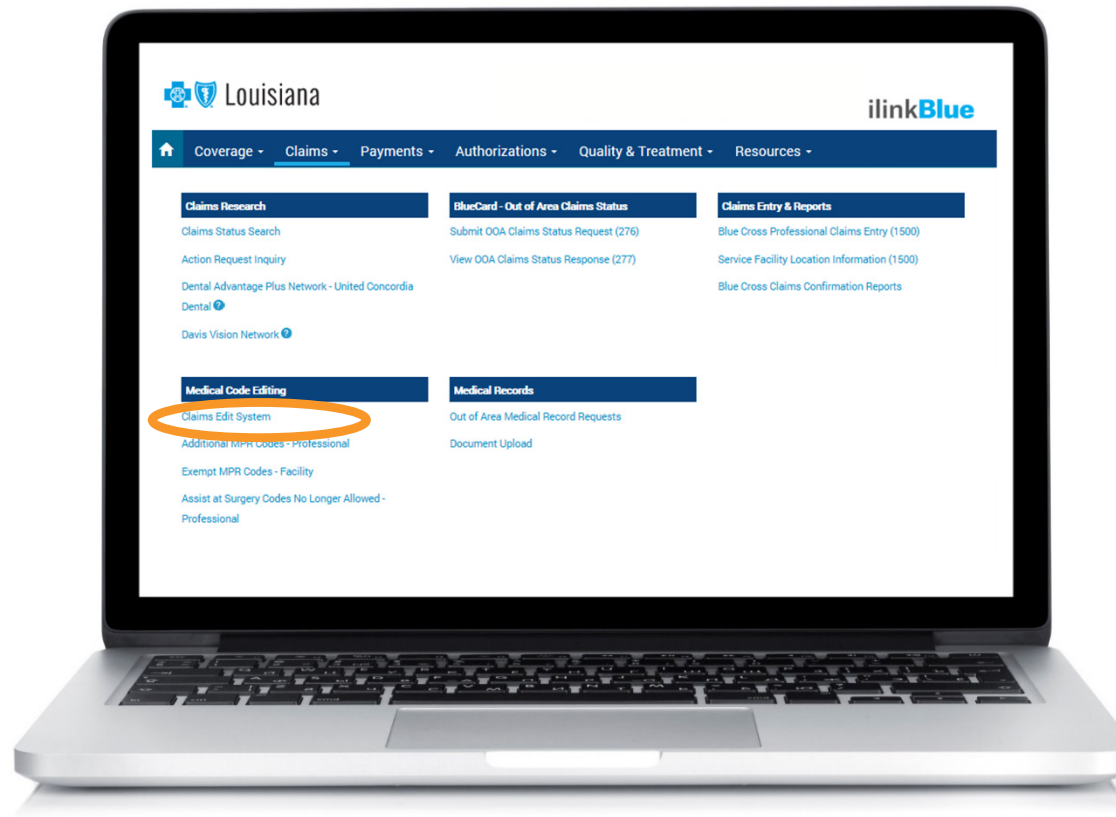 Louisiana
ilinkBlue
Coverage
Claims
Payments
Authorizations
Quality & Treatment
Resources
Claims Research
Claims Status Search
Action Request Inquiry
Dental Advantage Plus Network - United Concordia
Dental ?
Davis Vision Network ?
BlueCard - Out of Area Claims Status
Submit OOA Claims Status Request (276)
View OOA Claims Status Response (277)
Claims Entry & Reports
Blue Cross Professional Claims Entry (1500)
Service Facility Location Information (1500)
Blue Cross Claims Confirmation Reports
Medical Code Editing
Claims Edit System
Additional MPR Codes - Professional
Exempt MPR Codes - Facility
Assist at Surgery Codes No Longer Allowed -
Professional
Medical Records
Out of Area Medical Record Requests
Document Upload